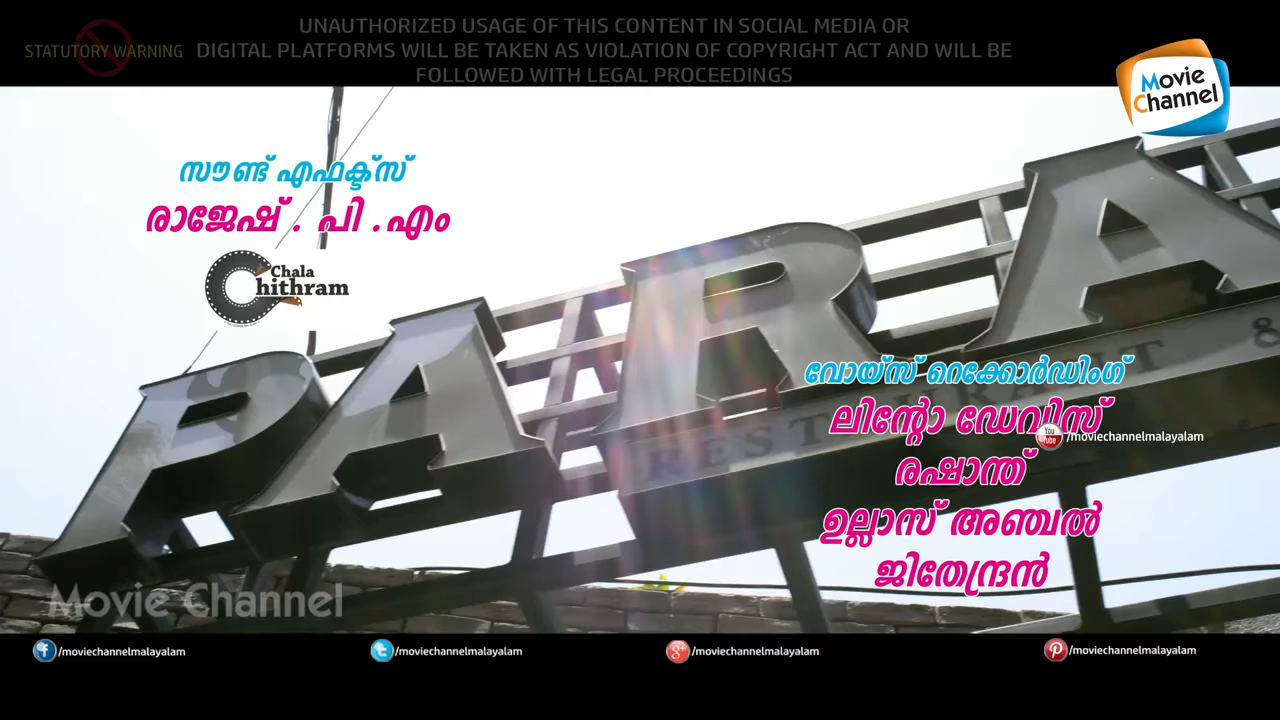 UNAUTHORIZED USAGE OF THIS CONTENT IN SOCIAL MEDIA OR
STATUTORY WARNING
DIGITAL PLATFORMS WILL BE TAKEN AS VIOLATION OF COPYRIGHT ACT AND WILL BE
FOLLOWED WITH LEGAL PROCEEDINGS
Movie
Channel
സൗണ്ട് എഫക്ട്സ്
രാജേഷ് . പി .എം
Chala
Chithram
PARA
RESTAURANT &
വോയ്സ് റെക്കോർഡിംഗ്
ലിന്റോ ഡേവിസ്
You Tube /moviechannelmalayalam
രഷാന്ത്
ഉല്ലാസ് അഞ്ചൽ
ജിതേന്ദ്രൻ
Movie Channel
/moviechannelmalayalam
/moviechannelmalayalam
/moviechannelmalayalam
/moviechannelmalayalam